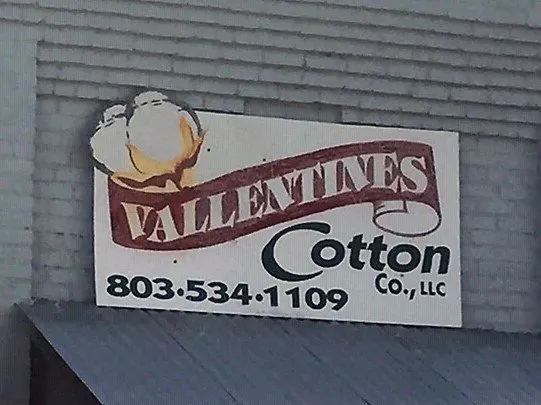 VALLENTINES
Cotton
Co., LLC
803·534·1109